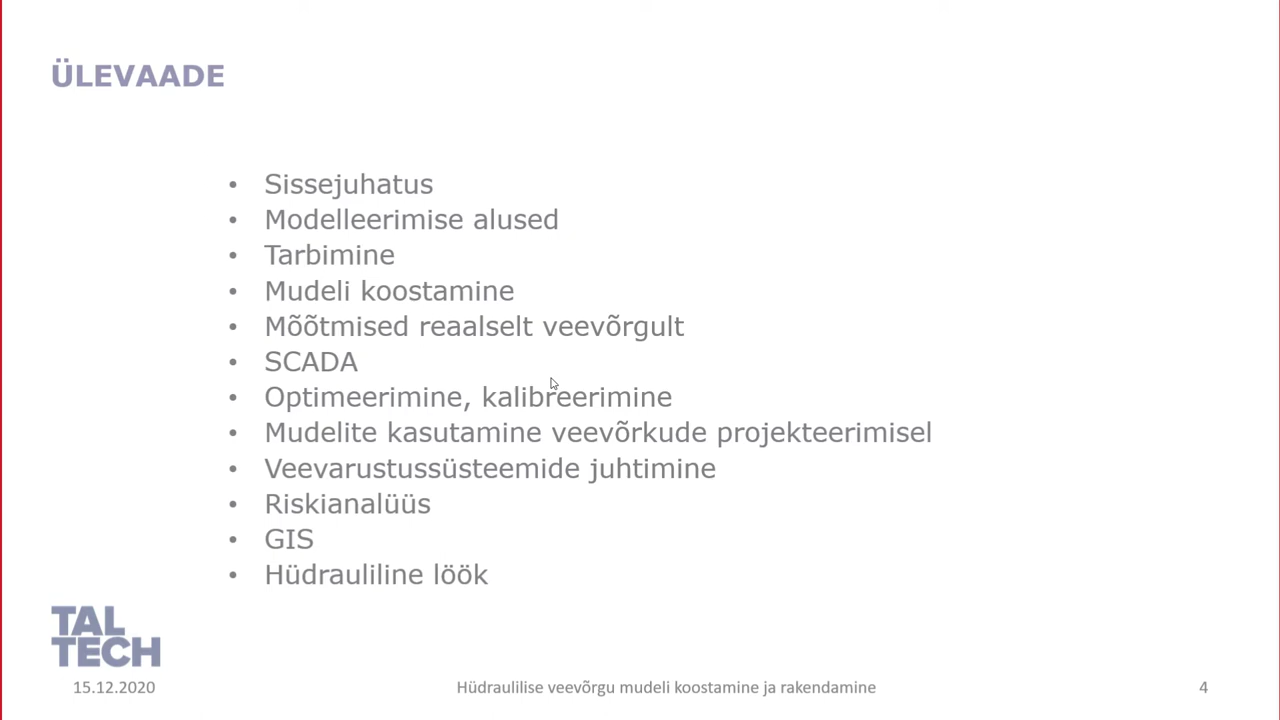 ÜLEVAADE
• Sissejuhatus
• Modelleerimise alused
• Tarbimine
• Mudeli koostamine
• Mõõtmised reaalselt veevõrgult
• SCADA
• Optimeerimine, kalibreerimine
• Mudelite kasutamine veevõrkude projekteerimisel
• Veevarustussüsteemide juhtimine
• Riskianalüüs
• GIS
• Hüdrauliline löök
TAL
TECH
15.12.2020 Hüdraulilise veevõrgu mudeli koostamine ja rakendamine 4